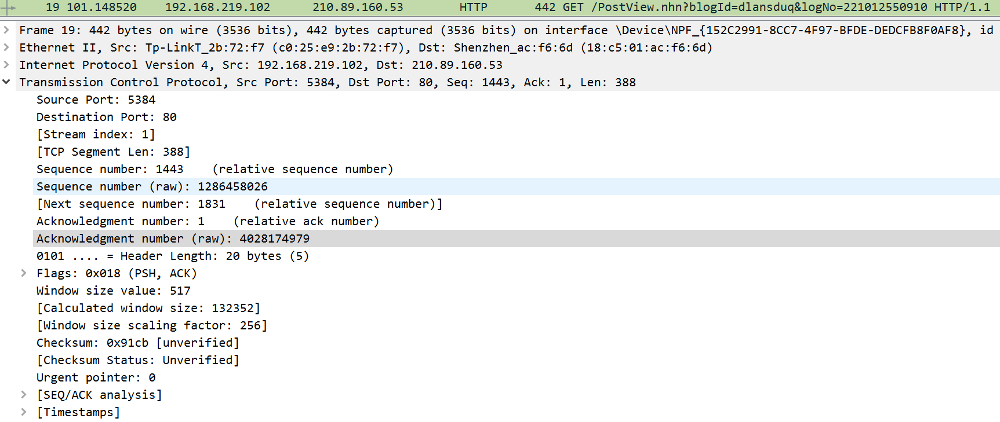 19 101.148520 192.168.219.102 210.89.160.53 HTTP 442 GET /PostView.nhn?blogId=dlansduq&logNo=221012550910 HTTP/1.1
Frame 19: 442 bytes on wire (3536 bits), 442 bytes captured (3536 bits) on interface \Device\NPF_{152C2991-8CC7-4F97-BFDE-DEDCFB8F0AF8}, id
Ethernet II, Src: Tp-LinkT_2b:72:f7 (c0:25:e9:2b:72:f7), Dst: Shenzhen_ac:f6:6d (18:c5:01:ac:f6:6d)
Internet Protocol Version 4, Src: 192.168.219.102, Dst: 210.89.160.53
Transmission Control Protocol, Src Port: 5384, Dst Port: 80, Seq: 1443, Ack: 1, Len: 388
Source Port: 5384
Destination Port: 80
[Stream index: 1]
[TCP Segment Len: 388]
Sequence number: 1443 (relative sequence number)
Sequence number (raw): 1286458026
[Next sequence number: 1831 (relative sequence number)]
Acknowledgment number: 1 (relative ack number)
Acknowledgment number (raw): 4028174979
0101 .... = Header Length: 20 bytes (5)
Flags: 0x018 (PSH, ACK)
Window size value: 517
[Calculated window size: 132352]
[Window size scaling factor: 256]
Checksum: 0x91cb [unverified]
[Checksum Status: Unverified]
Urgent pointer: 0
[SEQ/ACK analysis]
[Timestamps]